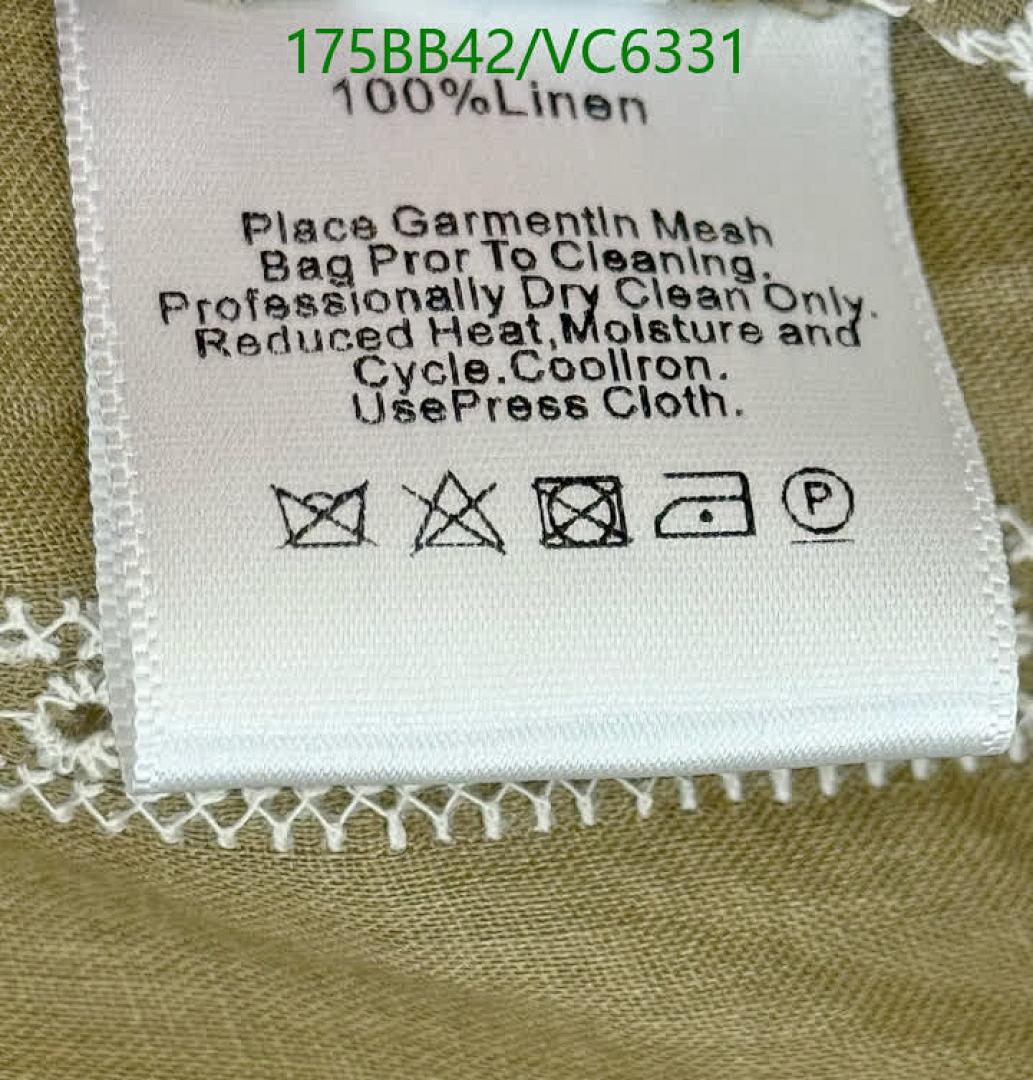 175BB42/VC6331
100%Linen
Place GarmentIn Mesh
Bag Pror To Cleaning.
Professionally Dry Clean Only.
Reduced Heat,Moisture and
Cycle.CoolIron.
UsePress Cloth.
P